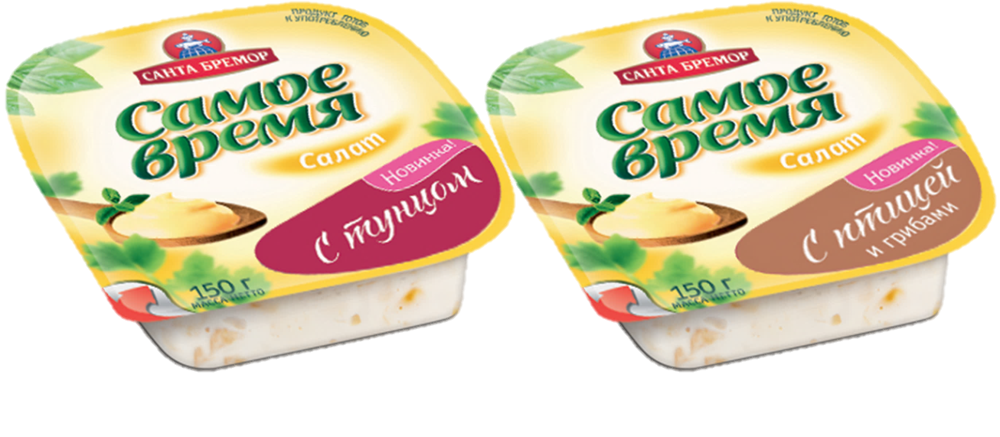 ПРОДУКТ ГОТОВ
К УПОТРЕБЛЕНИЮ
САНТА БРЕМОР
Самое
время
Салат
Новинка!
С тунцом
150 г
МАССА НЕТТО
ПРОДУКТ ГОТОВ
К УПОТРЕБЛЕНИЮ
САНТА БРЕМОР
Самое
время
Салат
Новинка!
С птицей
и грибами
150 г
МАССА НЕТТО